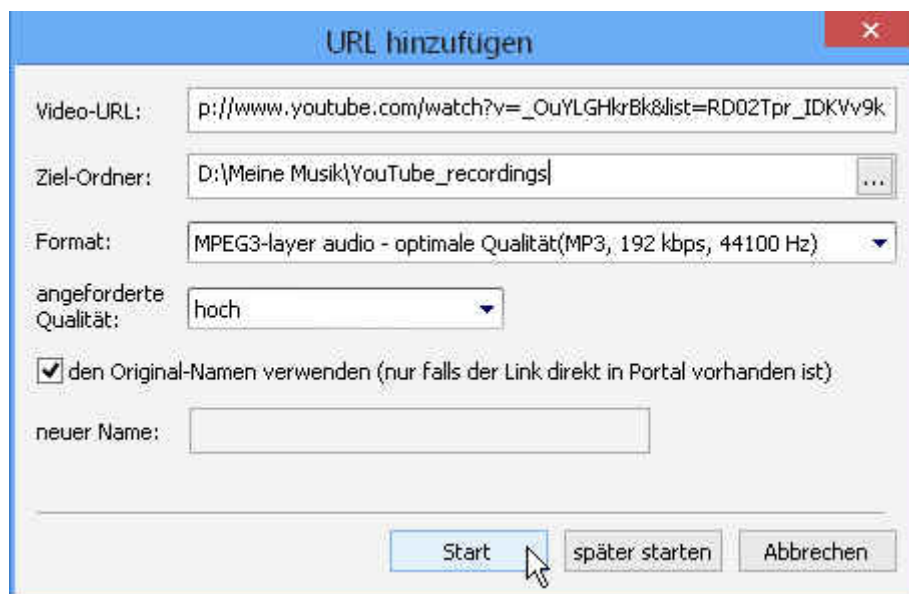 URL hinzufügen
Video-URL: p://www.youtube.com/watch?v=_OuYLGHkrBk&list=RD02Tpr_IDKVv9k
Ziel-Ordner: D:\Meine Musik\YouTube_recordings ...
Format: MPEG3-layer audio - optimale Qualität(MP3, 192 kbps, 44100 Hz)
angeforderte
Qualität: hoch
den Original-Namen verwenden (nur falls der Link direkt in Portal vorhanden ist)
neuer Name:
Start später starten Abbrechen